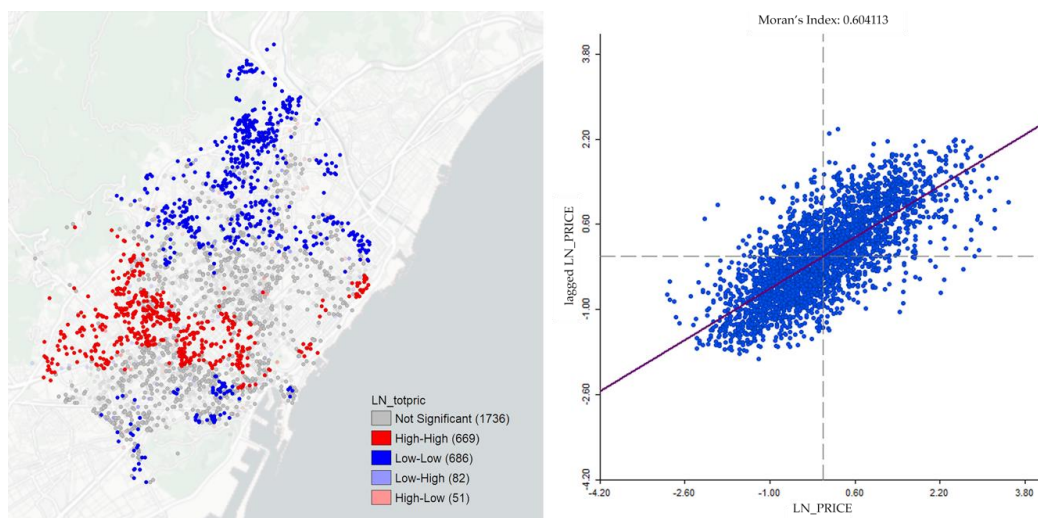 LN_totpric
Not Significant (1736)
High-High (669)
Low-Low (686)
Low-High (82)
High-Low (51)
Moran's Index: 0.604113
lagged LN_PRICE
3.80
2.20
0.60
-1.00
-2.60
-4.20
-4.20 -2.60 -1.00 0.60 2.20 3.80
LN_PRICE